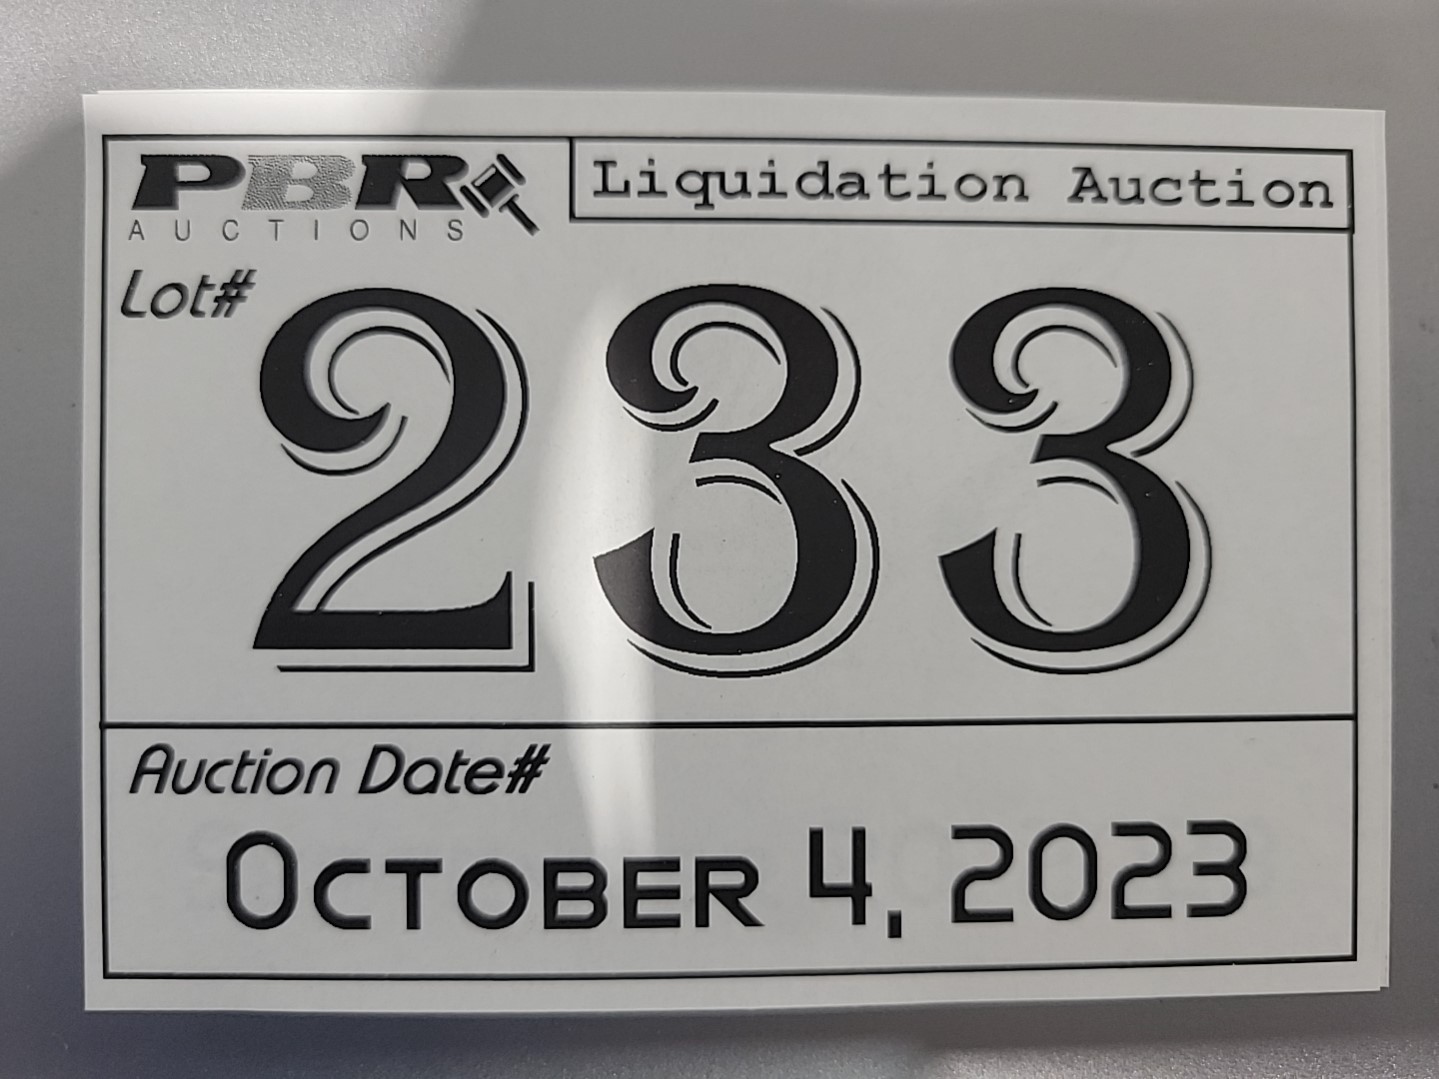 PBR
AUCTIONS
Liquidation Auction
Lot#
233
Auction Date#
OCTOBER 4, 2023